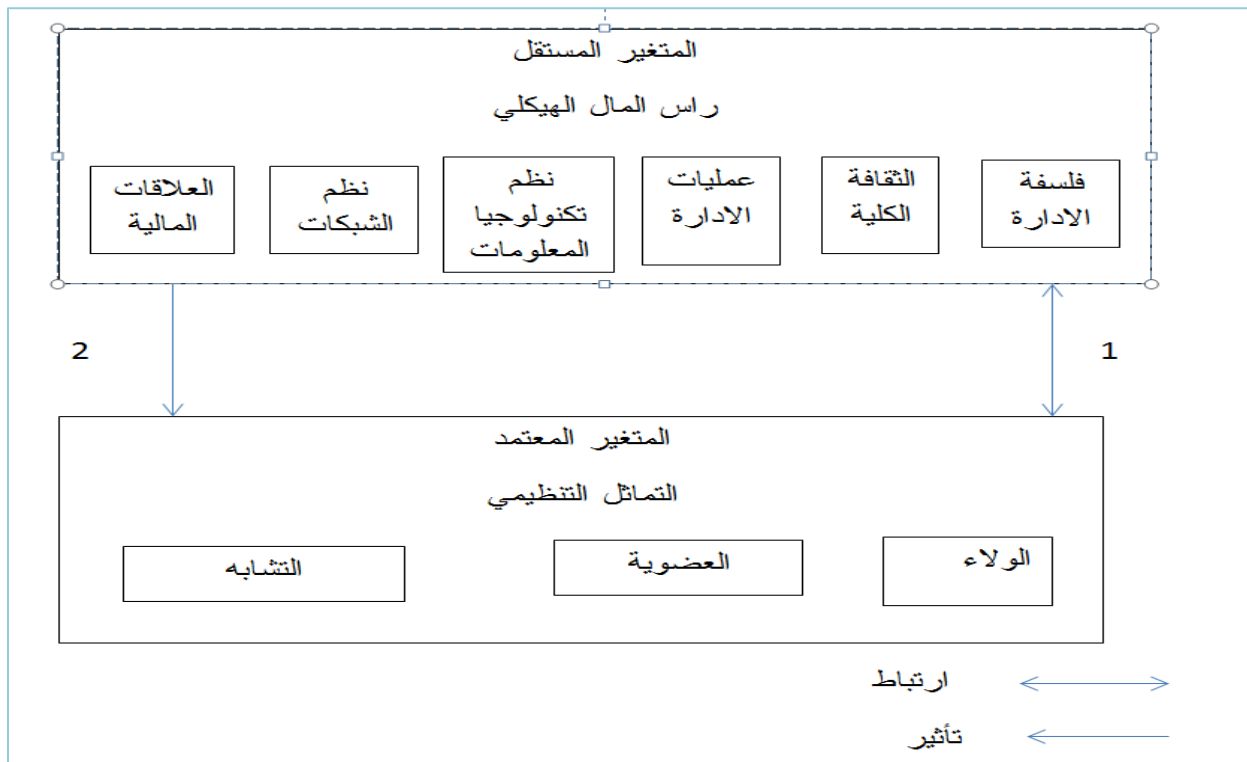 المتغير المستقل
راس المال الهيكلي
فلسفة
الادارة
الثقافة
الكلية
عمليات
الادارة
نظم
تكنولوجيا
المعلومات
نظم
الشبكات
العلاقات
المالية
1
2
المتغير المعتمد
التماثل التنظيمي
الولاء
العضوية
التشابه
ارتباط
تأثير